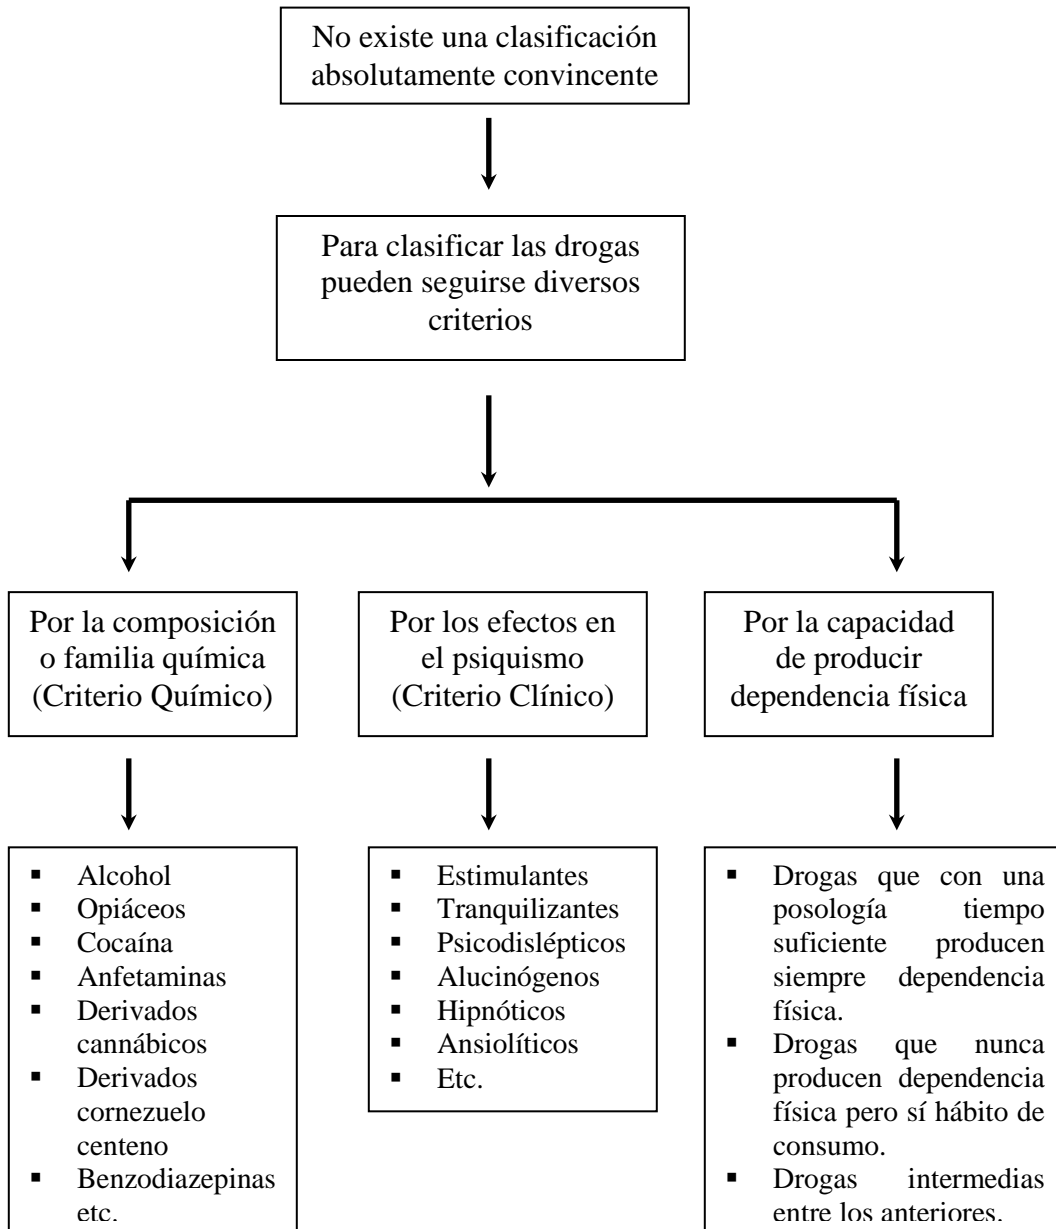 No existe una clasificación
absolutamente convincente
Para clasificar las drogas
pueden seguirse diversos
criterios
Por la composición
o familia química
(Criterio Químico)
Por los efectos en
el psiquismo
(Criterio Clínico)
Por la capacidad
de producir
dependencia física
▪ Alcohol
▪ Opiáceos
▪ Cocaína
▪ Anfetaminas
▪ Derivados
cannábicos
▪ Derivados
cornezuelo
centeno
▪ Benzodiazepinas
etc.
▪ Estimulantes
▪ Tranquilizantes
▪ Psicodislépticos
▪ Alucinógenos
▪ Hipnóticos
▪ Ansiolíticos
▪ Etc.
▪ Drogas que con una
posología tiempo
suficiente producen
siempre dependencia
física.
▪ Drogas que nunca
producen dependencia
física pero sí hábito de
consumo.
▪ Drogas intermedias
entre los anteriores.